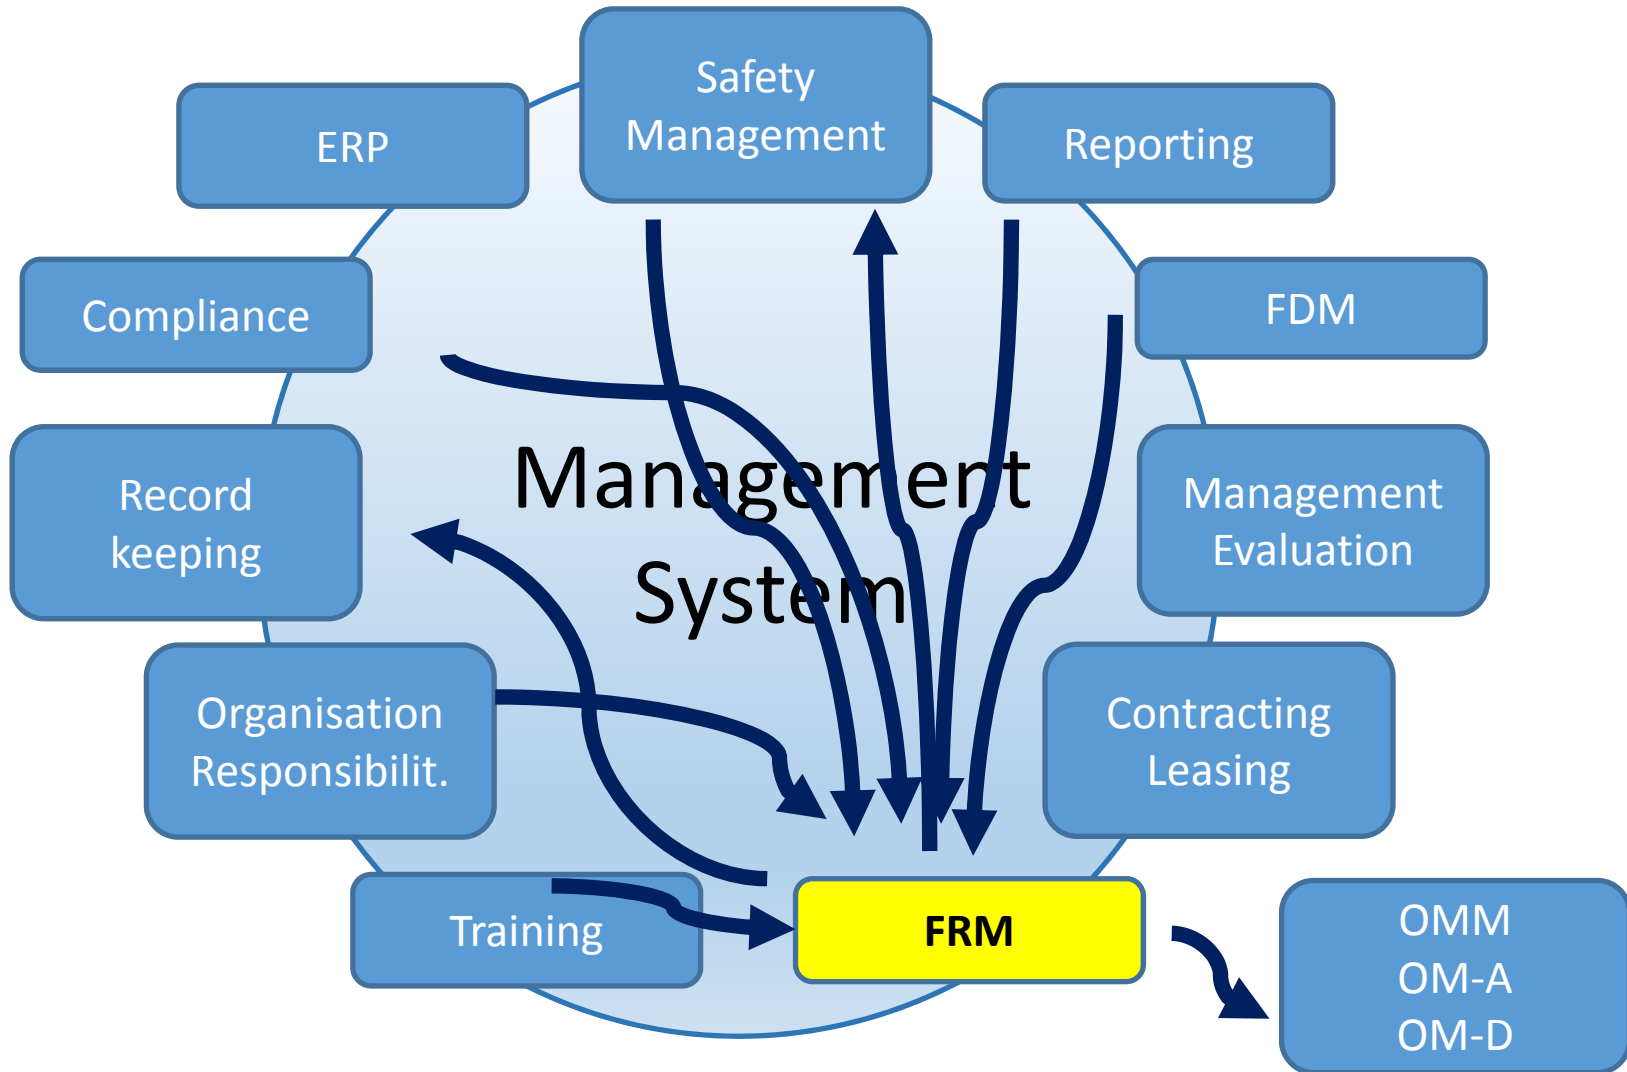 Safety
Management
ERP
Reporting
Compliance
FDM
Management
System
Record
keeping
Management
Evaluation
Organisation
Responsibilit.
Contracting
Leasing
Training
FRM
OMM
OM-A
OM-D